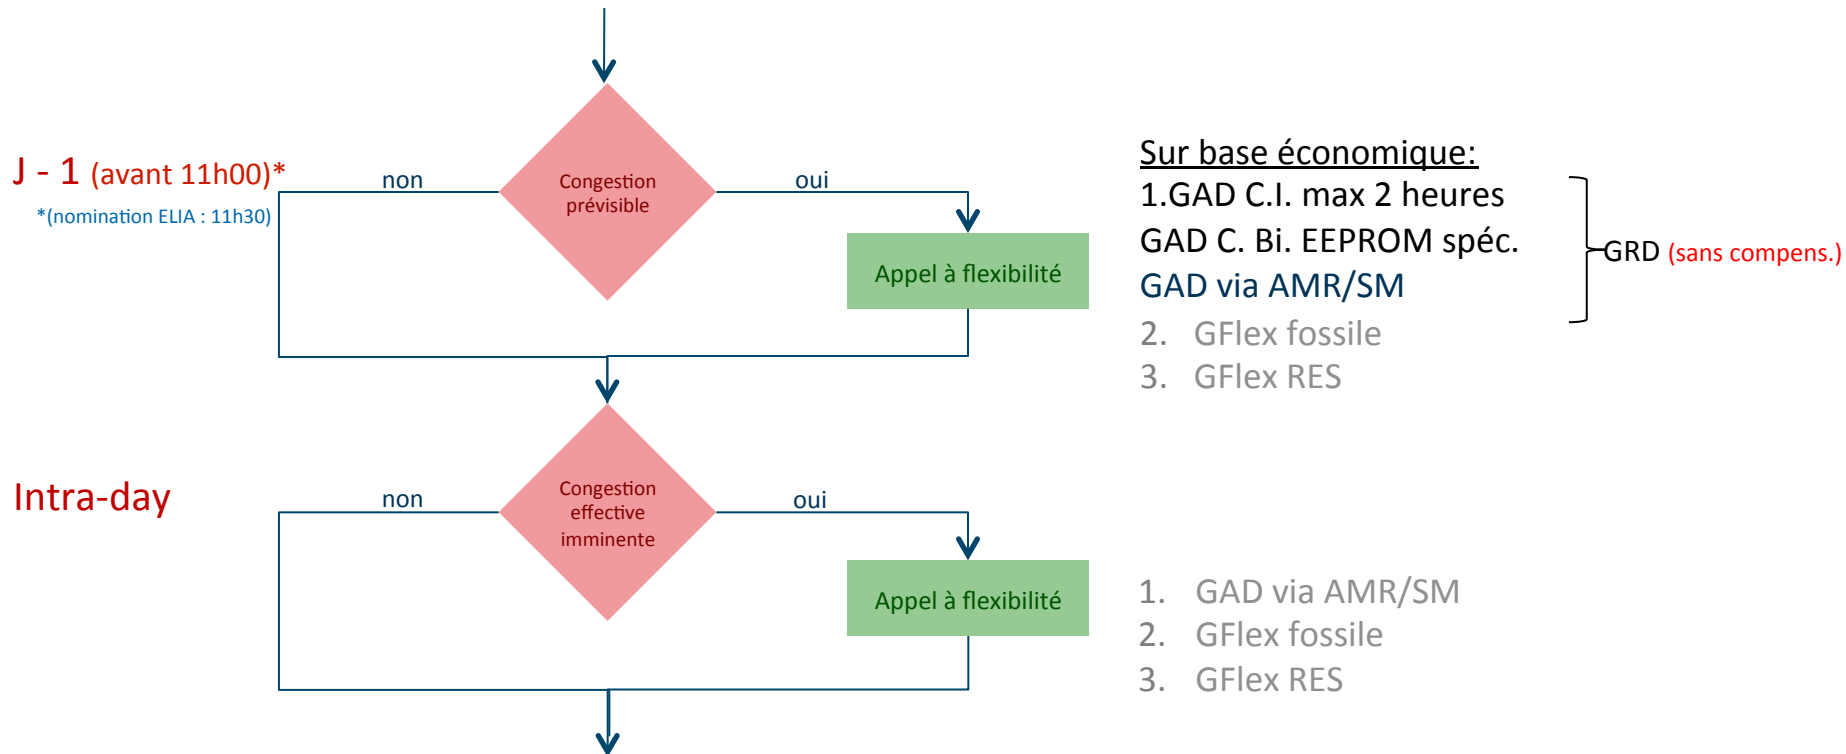 J - 1 (avant 11h00)*
*(nomination ELIA : 11h30)
non
Congestion
prévisible
oui
Appel à flexibilité
Sur base économique:
1.GAD C.I. max 2 heures
GAD C. Bi. EEPROM spéc.
GAD via AMR/SM
2. GFlex fossile
3. GFlex RES
GRD (sans compens.)
Intra-day
non
Congestion
effective
imminente
oui
Appel à flexibilité
1. GAD via AMR/SM
2. GFlex fossile
3. GFlex RES